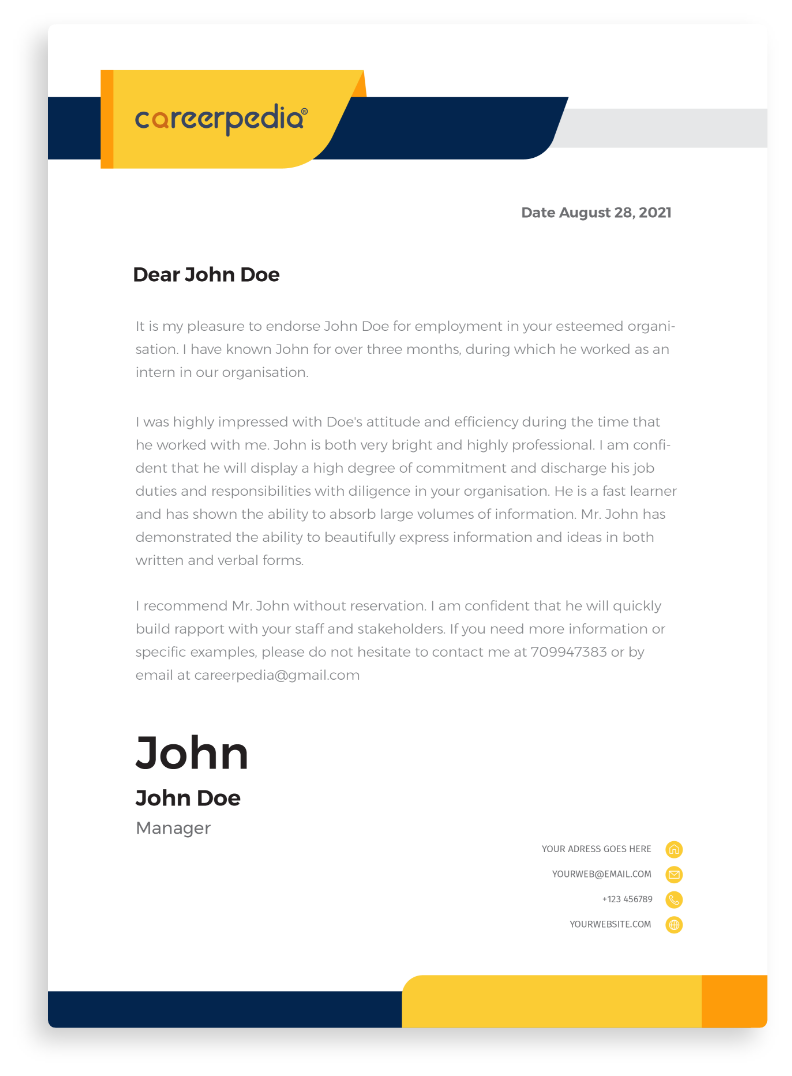 careerpedia®
Date August 28, 2021
Dear John Doe
It is my pleasure to endorse John Doe for employment in your esteemed organi-
sation. I have known John for over three months, during which he worked as an
intern in our organisation.
I was highly impressed with Doe's attitude and efficiency during the time that
he worked with me. John is both very bright and highly professional. I am confi-
dent that he will display a high degree of commitment and discharge his job
duties and responsibilities with diligence in your organisation. He is a fast learner
and has shown the ability to absorb large volumes of information. Mr. John has
demonstrated the ability to beautifully express information and ideas in both
written and verbal forms.
I recommend Mr. John without reservation. I am confident that he will quickly
build rapport with your staff and stakeholders. If you need more information or
specific examples, please do not hesitate to contact me at 709947383 or by
email at careerpedia@gmail.com
John
John Doe
Manager
YOUR ADRESS GOES HERE
YOURWEB@EMAIL.COM
+123 456789
YOURWEBSITE.COM